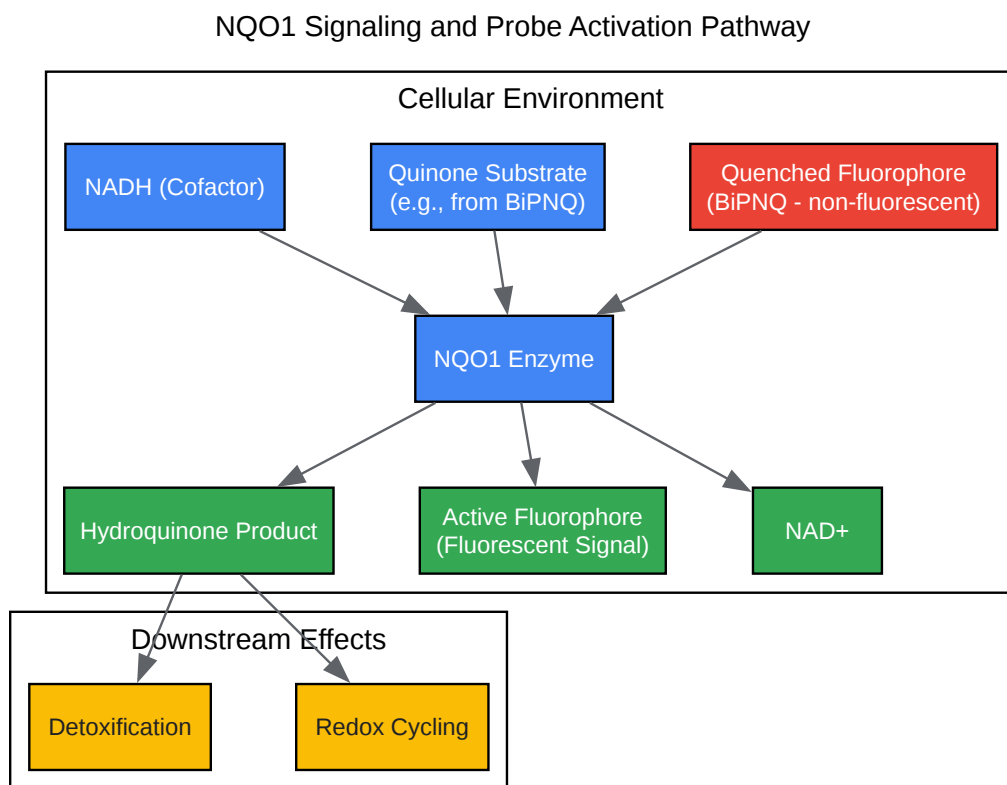 NQO1 Signaling and Probe Activation Pathway
Cellular Environment
NADH (Cofactor)
Quinone Substrate
(e.g., from BiPNQ)
Quenched Fluorophore
(BiPNQ - non-fluorescent)
NQO1 Enzyme
Hydroquinone Product
Active Fluorophore
(Fluorescent Signal)
NAD+
Downstream Effects
Detoxification
Redox Cycling